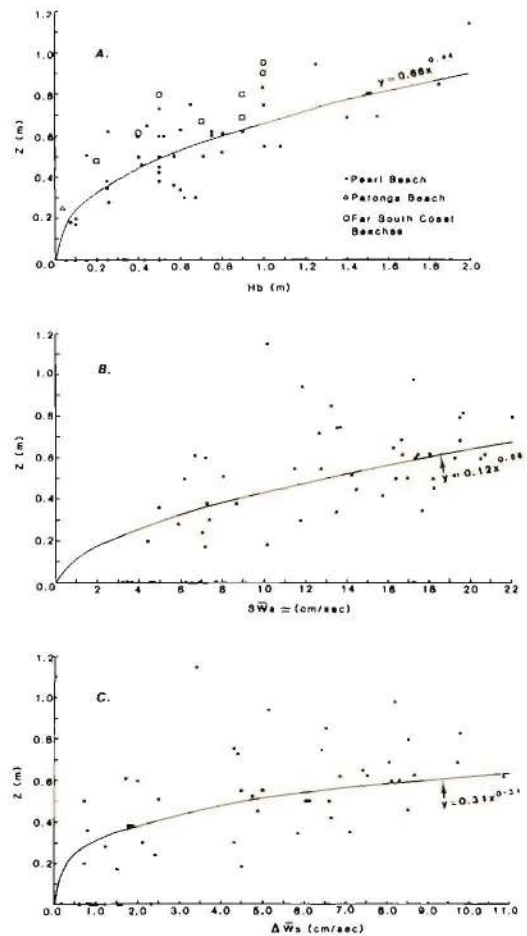 1.2
A.
1.0
y=0.66x^0.44
0.8
Z (m)
0.6
Pearl Beach
0.4
Patonga Beach
Far South Coast
Beaches
0.2
0.0
0.2 0.4 0.6 0.8 1.0 1.2 1.4 1.6 1.8 2.0
Hb (m)
1.2
B.
1.0
0.8
Z (m)
0.6
0.4
0.2
0.0
2 4 6 8 10 12 14 16 18 20 22
(cm/sec)
1.2
C.
1.0
0.8
Z (m)
0.6
y=0.31x^0.31
0.4
0.2
0.0
1.0 2.0 3.0 4.0 5.0 6.0 7.0 8.0 9.0 10.0 11.0
ΔW̅s (cm/sec)